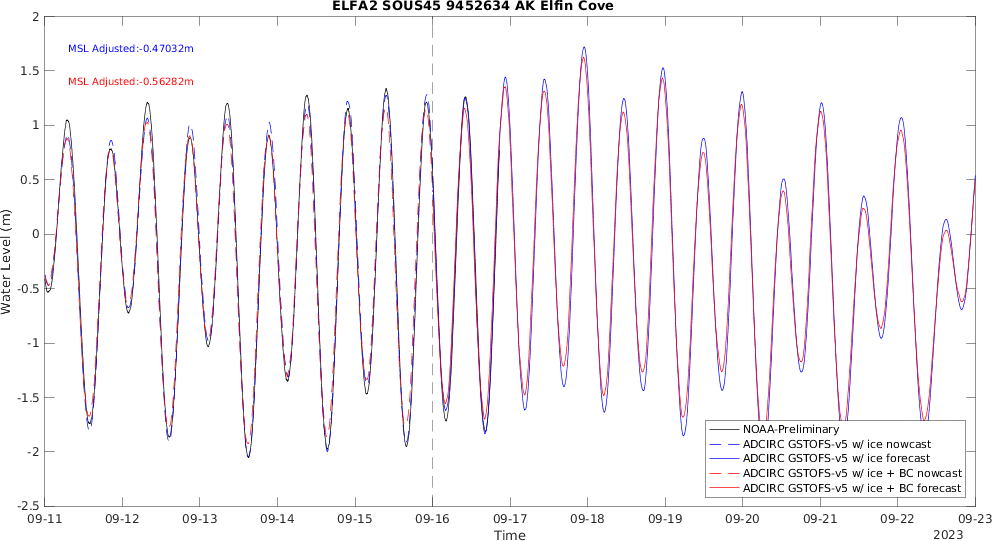 ELFA2 SOUS45 9452634 AK Elfin Cove
MSL Adjusted:-0.47032m
MSL Adjusted:-0.56282m
Water Level (m)
2
1.5
1
0.5
0
-0.5
-1
-1.5
-2
-2.5
NOAA-Preliminary
ADCIRC GSTOFS-v5 w/ ice nowcast
ADCIRC GSTOFS-v5 w/ ice forecast
ADCIRC GSTOFS-v5 w/ ice + BC nowcast
ADCIRC GSTOFS-v5 w/ ice + BC forecast
09-11 09-12 09-13 09-14 09-15 09-16 09-17 09-18 09-19 09-20 09-21 09-22 09-23
Time
2023